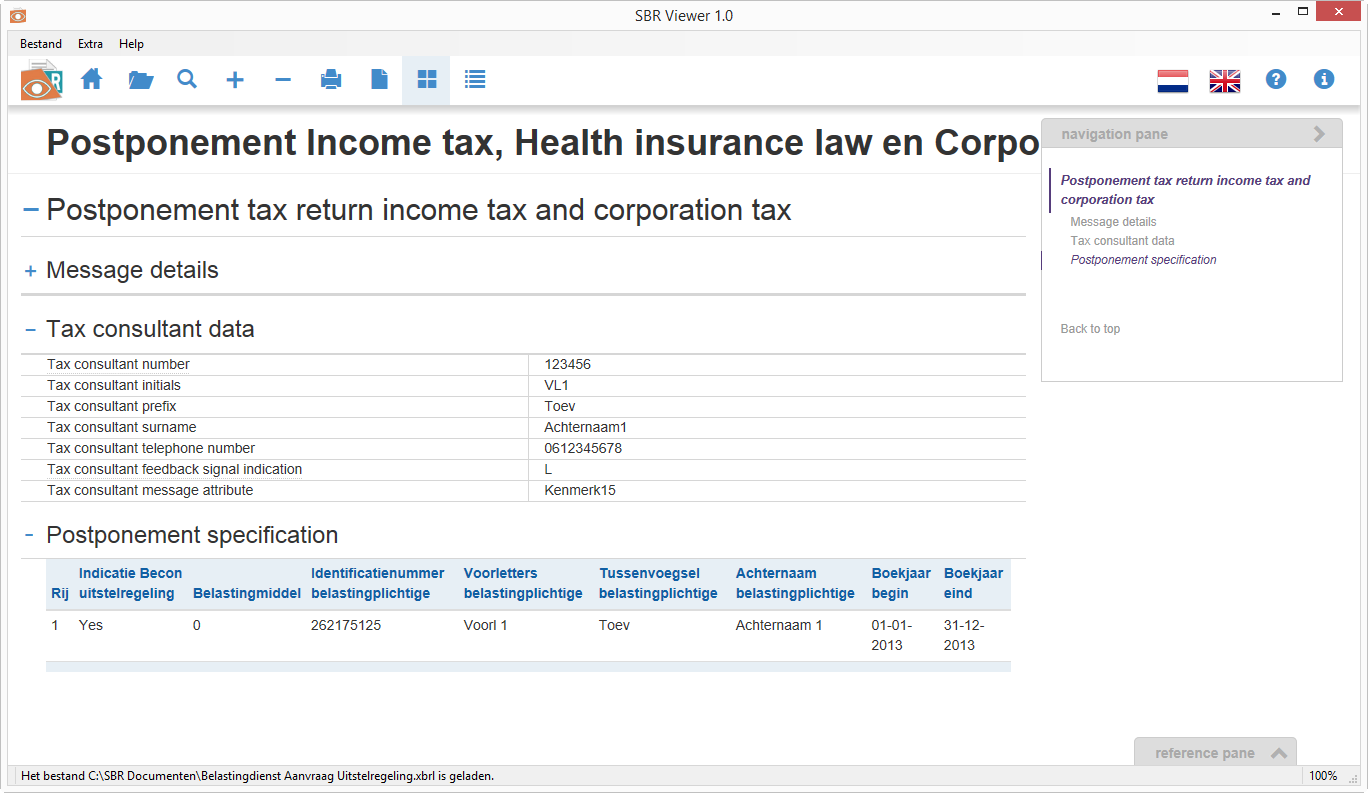 SBR Viewer 1.0
Bestand Extra Help
R
Postponement Income tax, Health insurance law en Corpo
Postponement tax return income tax and corporation tax
Message details
Tax consultant data
Tax consultant number 123456
Tax consultant initials VL1
Tax consultant prefix Toev
Tax consultant surname Achternaam1
Tax consultant telephone number 0612345678
Tax consultant feedback signal indication L
Tax consultant message attribute Kenmerk15
Postponement specification
Rij Indicatie Becon uitstelregeling Belastingmiddel Identificatienummer belastingplichtige Voorletters belastingplichtige Tussenvoegsel belastingplichtige Achternaam belastingplichtige Boekjaar begin Boekjaar eind
1 Yes 0 262175125 Voorl 1 Toev Achternaam 1 01-01-2013 31-12-2013
navigation pane
Postponement tax return income tax and
corporation tax
Message details
Tax consultant data
Postponement specification
Back to top
reference pane
Het bestand C:\SBR Documenten\Belastingdienst Aanvraag Uitstelregeling.xbrl is geladen.
100%